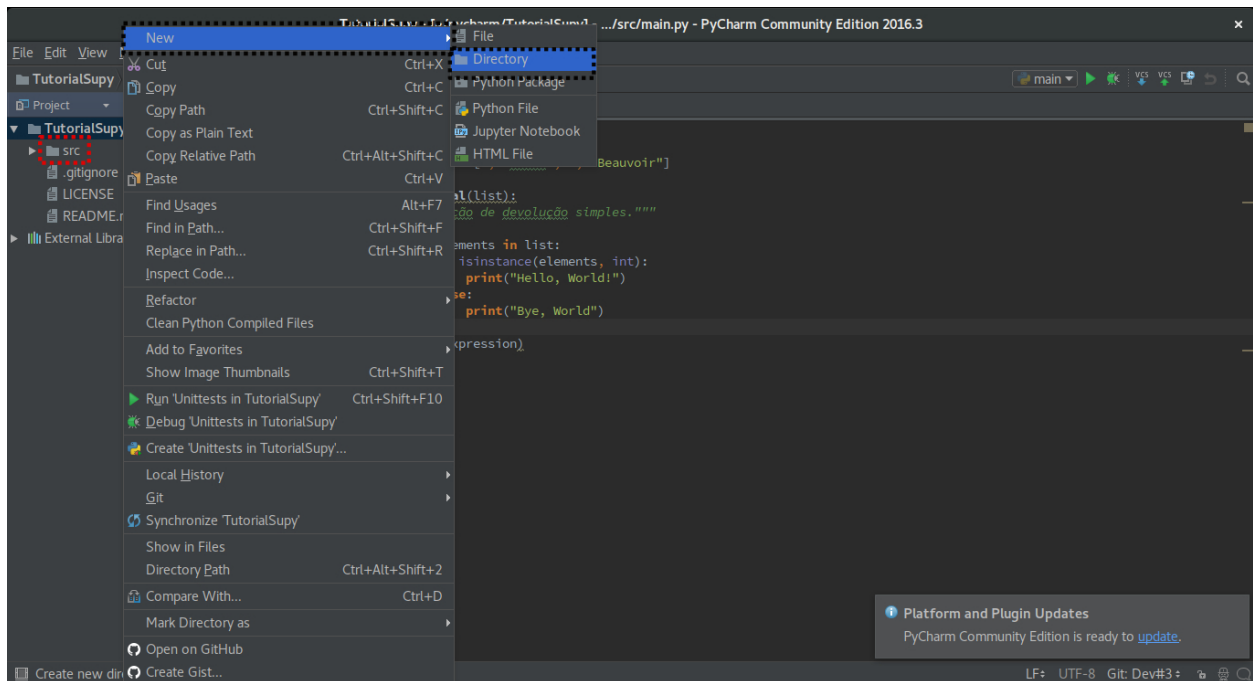 .../src/main.py - PyCharm Community Edition 2016.3
File Edit View
TutorialSupy
main
Project
TutorialSupy
src
.gitignore
LICENSE
README.
External Libra
New
Cut Ctrl+X
Copy Ctrl+C
Copy Path Ctrl+Shift+C
Copy as Plain Text
Copy Relative Path Ctrl+Alt+Shift+C
Paste Ctrl+V
Find Usages Alt+F7
Find in Path... Ctrl+Shift+F
Replace in Path... Ctrl+Shift+R
Inspect Code...
Refactor
Clean Python Compiled Files
Add to Favorites
Show Image Thumbnails Ctrl+Shift+T
Run 'Unittests in TutorialSupy' Ctrl+Shift+F10
Debug 'Unittests in TutorialSupy'
Create 'Unittests in TutorialSupy'...
Local History
Git
Synchronize 'TutorialSupy'
Show in Files
Directory Path Ctrl+Alt+Shift+2
Compare With... Ctrl+D
Mark Directory as
Open on GitHub
Create Gist...
File
Directory
Python Package
Python File
Jupyter Notebook
HTML File
Beauvoir"]
al(list):
ção de devolução simples."""
ements in list:
isinstance(elements, int):
print("Hello, World!")
se:
print("Bye, World")
xpression)
Platform and Plugin Updates
PyCharm Community Edition is ready to update.
Create new dir
LF÷ UTF-8 Git: Dev#3÷